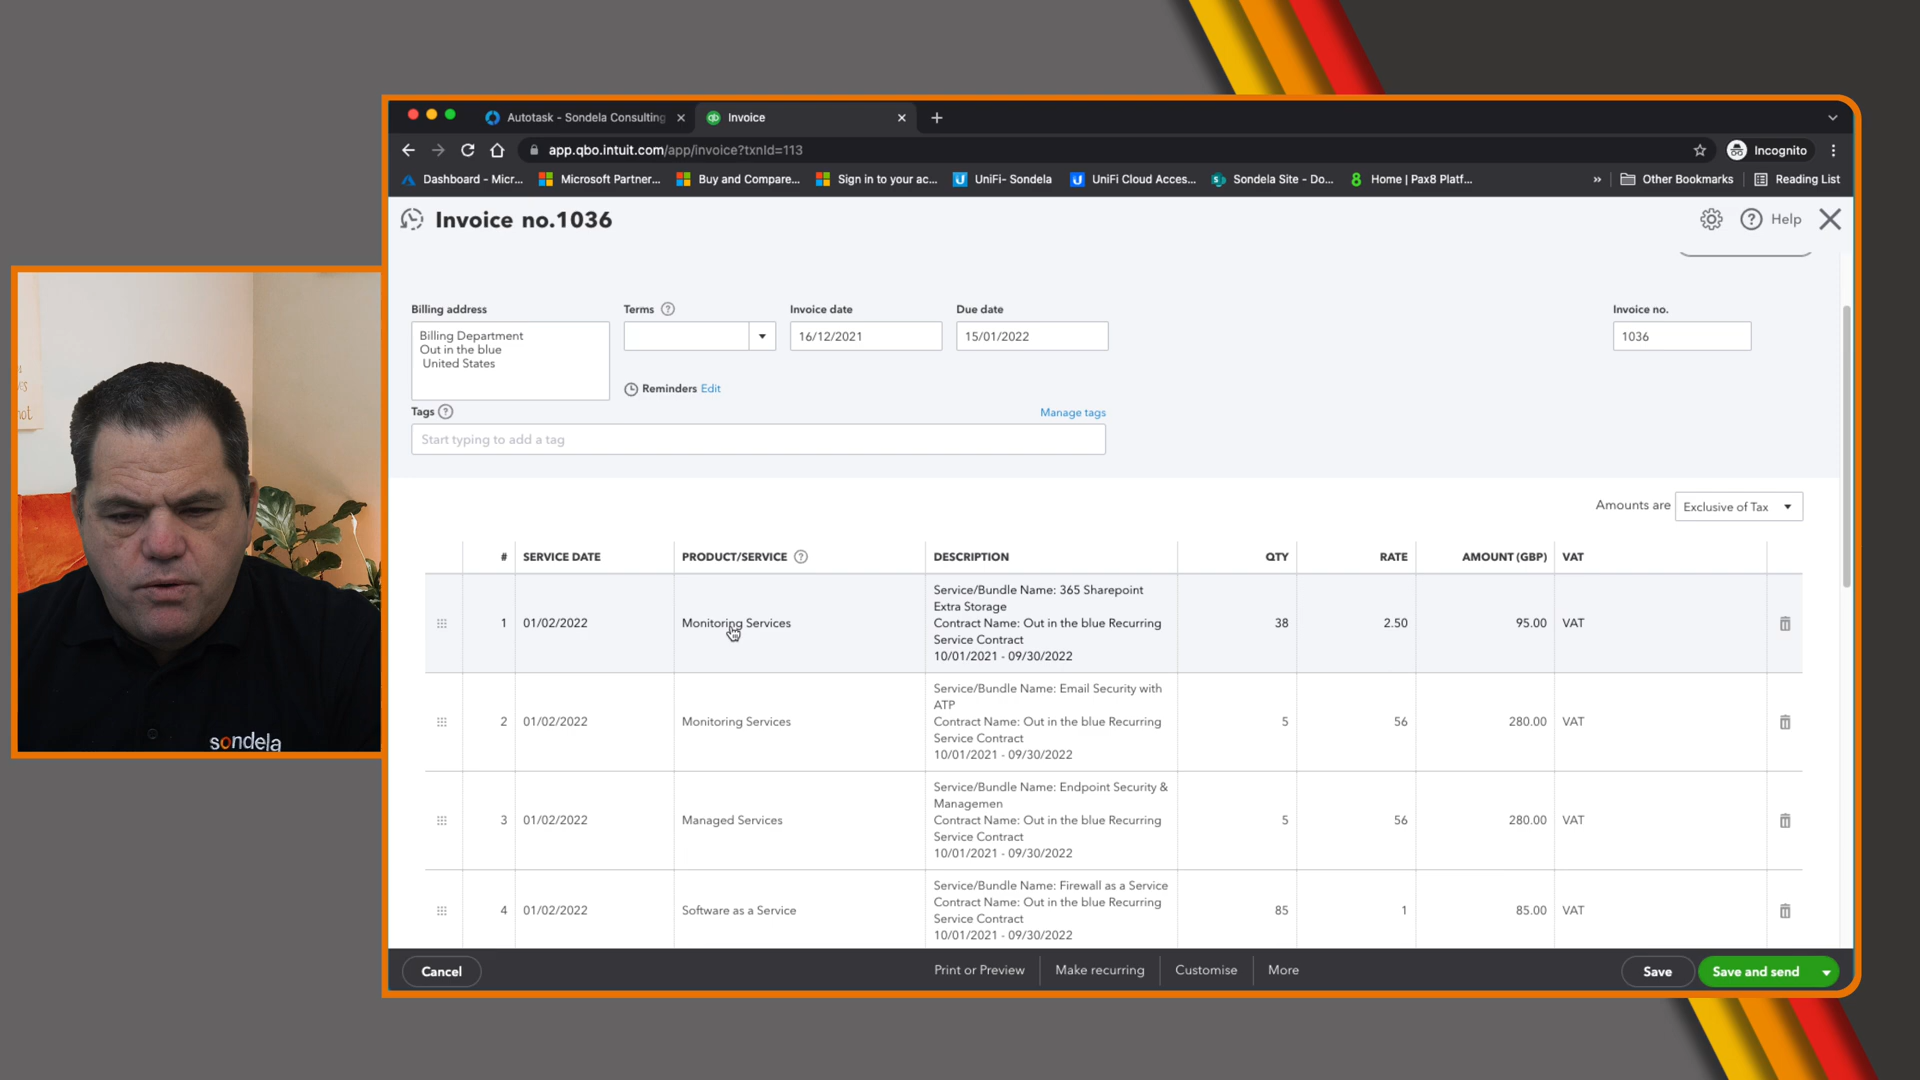 Autotask - Sondela Consulting
Invoice
app.qbo.intuit.com/app/invoice?txnId=113
Incognito
Dashboard - Micr...
Microsoft Partner...
Buy and Compare...
Sign in to your ac...
UniFi- Sondela
UniFi Cloud Acces...
Sondela Site - Do...
Home | Pax8 Platf...
»
Other Bookmarks
Reading List
Invoice no.1036
Help
Billing address
Terms
Invoice date
Due date
Invoice no.
Billing Department
Out in the blue
United States
16/12/2021
15/01/2022
1036
Reminders Edit
Tags
Manage tags
Start typing to add a tag
Amounts are Exclusive of Tax
# SERVICE DATE PRODUCT/SERVICE DESCRIPTION QTY RATE AMOUNT (GBP) VAT
1 01/02/2022 Monitoring Services
Service/Bundle Name: 365 Sharepoint
Extra Storage
Contract Name: Out in the blue Recurring
Service Contract
10/01/2021 - 09/30/2022
38 2.50 95.00 VAT
2 01/02/2022 Monitoring Services
Service/Bundle Name: Email Security with
ATP
Contract Name: Out in the blue Recurring
Service Contract
10/01/2021 - 09/30/2022
5 56 280.00 VAT
3 01/02/2022 Managed Services
Service/Bundle Name: Endpoint Security &
Managemen
Contract Name: Out in the blue Recurring
Service Contract
10/01/2021 - 09/30/2022
5 56 280.00 VAT
4 01/02/2022 Software as a Service
Service/Bundle Name: Firewall as a Service
Contract Name: Out in the blue Recurring
Service Contract
10/01/2021 - 09/30/2022
85 1 85.00 VAT
Cancel
Print or Preview
Make recurring
Customise
More
Save
Save and send
sondela